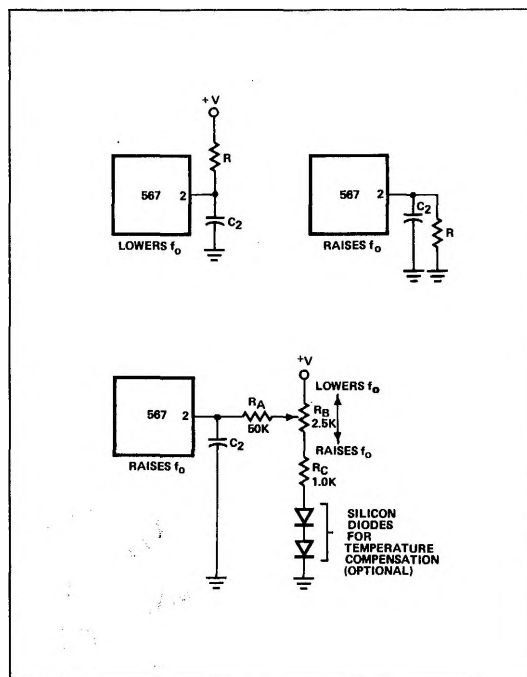 +V
R
567 2
C2
LOWERS fo
567 2
C2
R
RAISES fo
+V
LOWERS fo
RA
50K
RB
2.5K
567 2
C2
RAISES fo
RAISES fo
RC
1.0K
SILICON
DIODES
FOR
TEMPERATURE
COMPENSATION
(OPTIONAL)